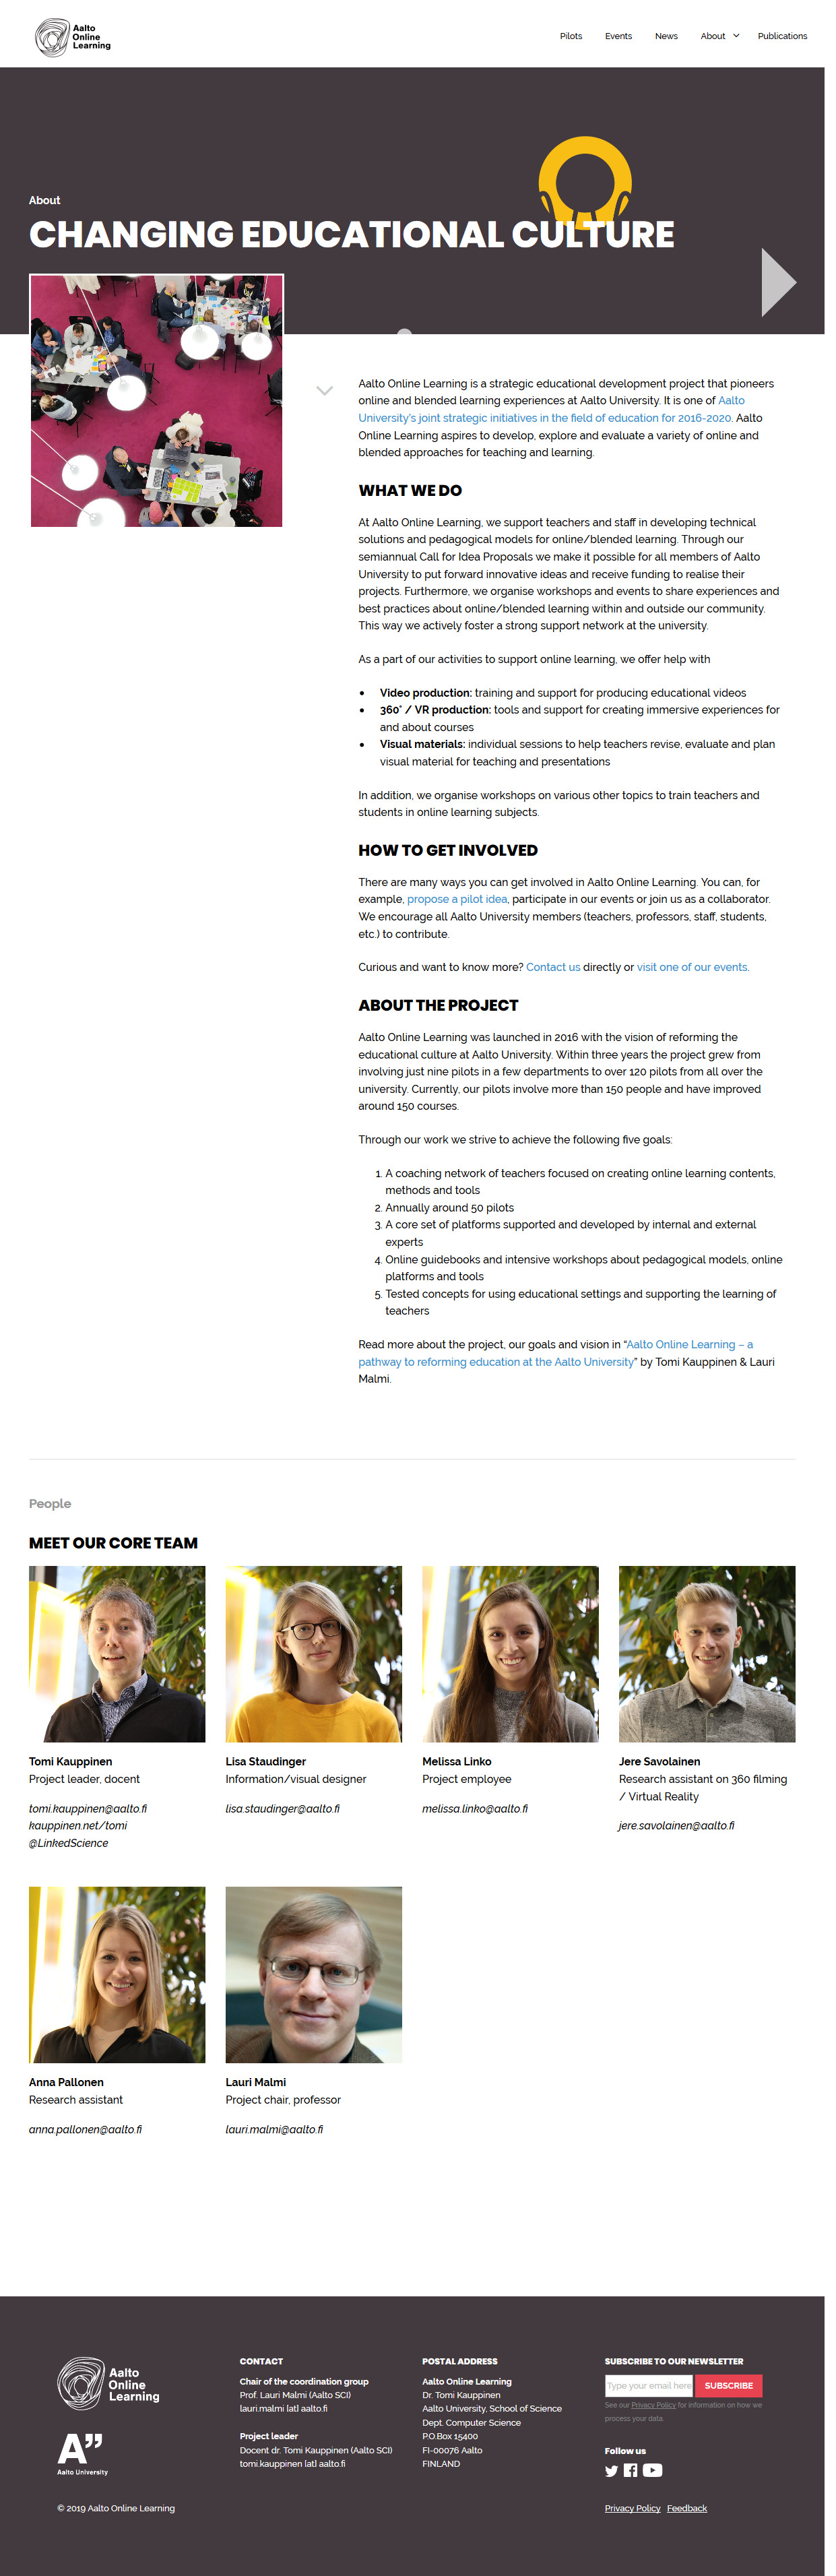 Aalto
Online
Learning
Pilots
Events
News
About
Publications
About
CHANGING EDUCATIONAL CULTURE
Aalto Online Learning is a strategic educational development project that pioneers
online and blended learning experiences at Aalto University. It is one of Aalto
University's joint strategic initiatives in the field of education for 2016-2020. Aalto
Online Learning aspires to develop, explore and evaluate a variety of online and
blended approaches for teaching and learning.
WHAT WE DO
At Aalto Online Learning, we support teachers and staff in developing technical
solutions and pedagogical models for online/blended learning. Through our
semiannual Call for Idea Proposals we make it possible for all members of Aalto
University to put forward innovative ideas and receive funding to realise their
projects. Furthermore, we organise workshops and events to share experiences and
best practices about online/blended learning within and outside our community.
This way we actively foster a strong support network at the university.
As a part of our activities to support online learning, we offer help with
• Video production: training and support for producing educational videos
• 360° / VR production: tools and support for creating immersive experiences for
and about courses
• Visual materials: individual sessions to help teachers revise, evaluate and plan
visual material for teaching and presentations
In addition, we organise workshops on various other topics to train teachers and
students in online learning subjects.
HOW TO GET INVOLVED
There are many ways you can get involved in Aalto Online Learning. You can, for
example, propose a pilot idea, participate in our events or join us as a collaborator.
We encourage all Aalto University members (teachers, professors, staff, students,
etc.) to contribute.
Curious and want to know more? Contact us directly or visit one of our events.
ABOUT THE PROJECT
Aalto Online Learning was launched in 2016 with the vision of reforming the
educational culture at Aalto University. Within three years the project grew from
involving just nine pilots in a few departments to over 120 pilots from all over the
university. Currently, our pilots involve more than 150 people and have improved
around 150 courses.
Through our work we strive to achieve the following five goals:
1. A coaching network of teachers focused on creating online learning contents,
methods and tools
2. Annually around 50 pilots
3. A core set of platforms supported and developed by internal and external
experts
4. Online guidebooks and intensive workshops about pedagogical models, online
platforms and tools
5. Tested concepts for using educational settings and supporting the learning of
teachers
Read more about the project, our goals and vision in “Aalto Online Learning – a
pathway to reforming education at the Aalto University” by Tomi Kauppinen & Lauri
Malmi.
People
MEET OUR CORE TEAM
Tomi Kauppinen
Project leader, docent
tomi.kauppinen@aalto.fi
kauppinen.net/tomi
@LinkedScience
Lisa Staudinger
Information/visual designer
lisa.staudinger@aalto.fi
Melissa Linko
Project employee
melissa.linko@aalto.fi
Jere Savolainen
Research assistant on 360 filming
/ Virtual Reality
jere.savolainen@aalto.fi
Anna Pallonen
Research assistant
anna.pallonen@aalto.fi
Lauri Malmi
Project chair, professor
lauri.malmi@aalto.fi
Aalto
Online
Learning
A”
Aalto University
© 2019 Aalto Online Learning
CONTACT
Chair of the coordination group
Prof. Lauri Malmi (Aalto SCI)
lauri.malmi [at] aalto.fi
Project leader
Docent dr. Tomi Kauppinen (Aalto SCI)
tomi.kauppinen [at] aalto.fi
POSTAL ADDRESS
Aalto Online Learning
Dr. Tomi Kauppinen
Aalto University, School of Science
Dept. Computer Science
P.O.Box 15400
FI-00076 Aalto
FINLAND
SUBSCRIBE TO OUR NEWSLETTER
Type your email here
SUBSCRIBE
See our Privacy Policy for information on how we
process your data.
Follow us
Privacy Policy Feedback